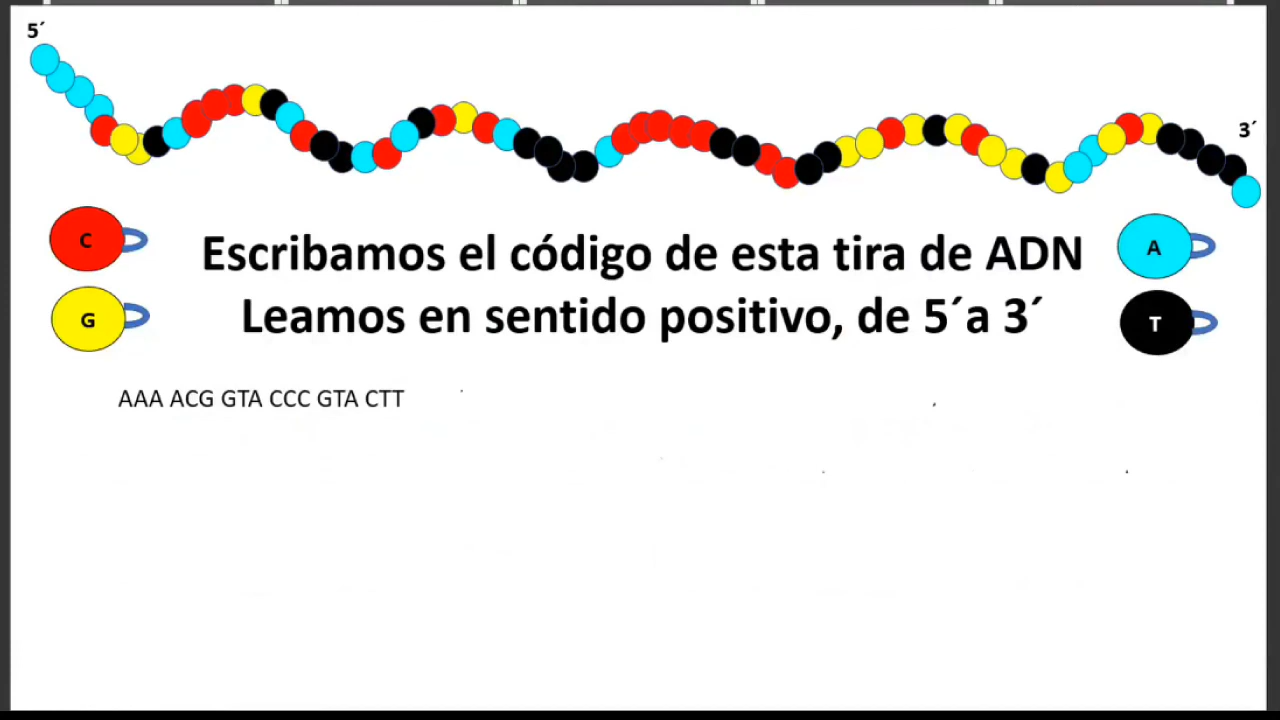 5´
3´
C
Escribamos el código de esta tira de ADN
A
G
Leamos en sentido positivo, de 5´a 3´
T
AAA ACG GTA CCC GTA CTT